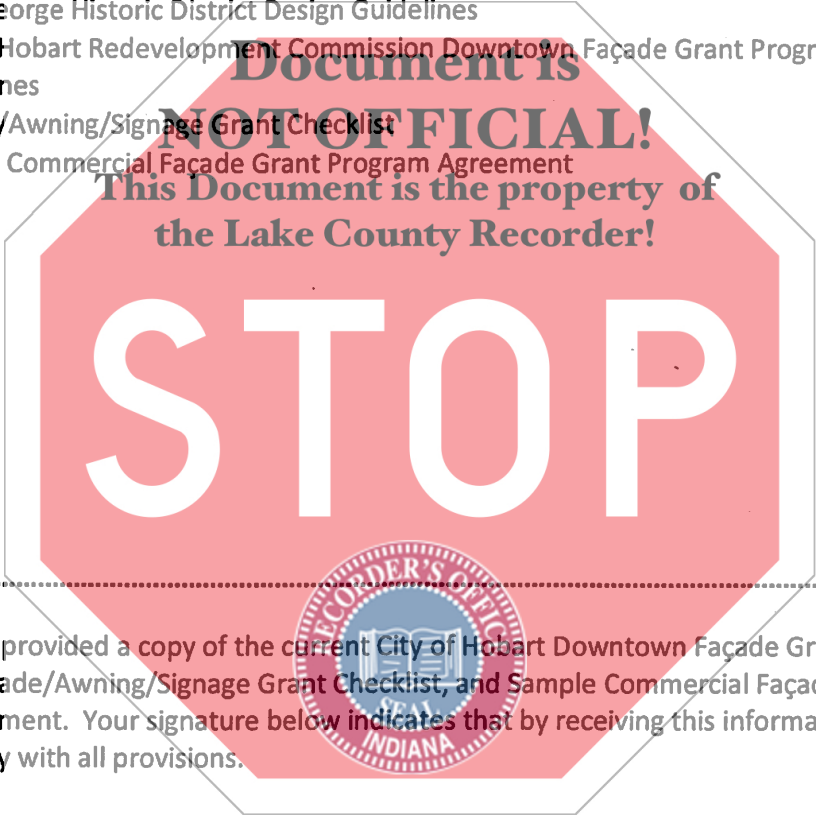 eorge Historic District Design Guidelines
Hobart Redevelopment Commission Downtown Façade Grant Progr
nes
Document is
/Awning/Signage Grant Checklist
NOT OFFICIAL!
Commercial Façade Grant Program Agreement
This Document is the property of
the Lake County Recorder!
STOP
RECORDER'S OFFICE
provided a copy of the current City of Hobart Downtown Façade Gr
ade/Awning/Signage Grant Checklist, and Sample Commercial Façad
ment. Your signature below indicates that by receiving this informa
y with all provisions.
SEAL
INDIANA